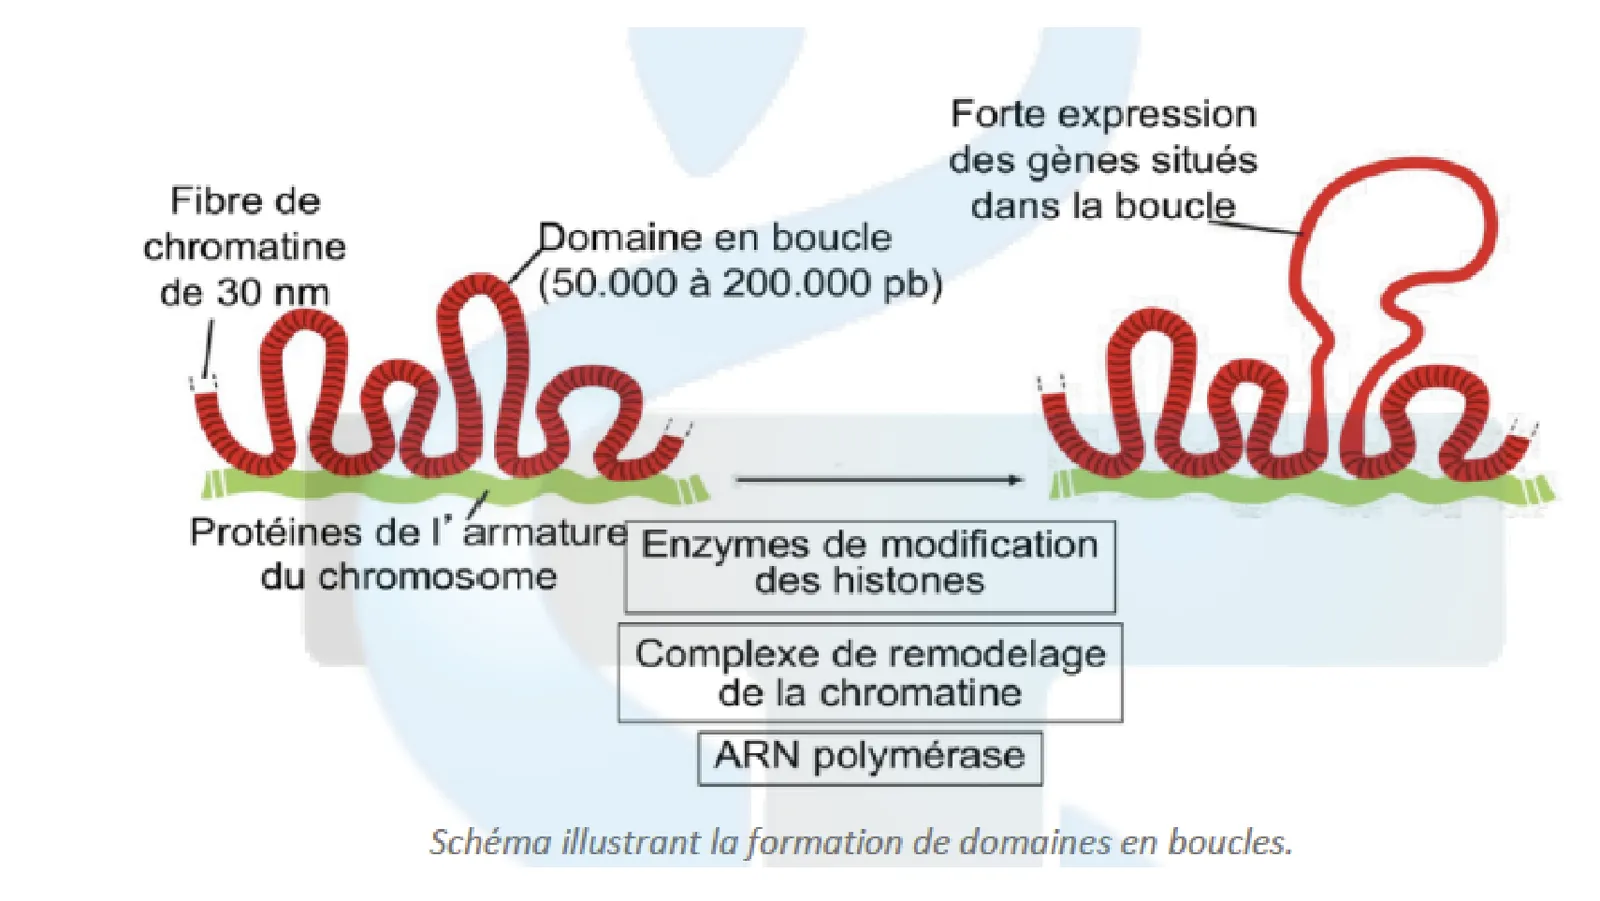 Forte expression
des gènes situés
dans la boucle
Fibre de
chromatine
de 30 nm
Domaine en boucle
(50.000 à 200.000 pb)
Protéines de l’armature
du chromosome
Enzymes de modification
des histones
Complexe de remodelage
de la chromatine
ARN polymérase
Schéma illustrant la formation de domaines en boucles.